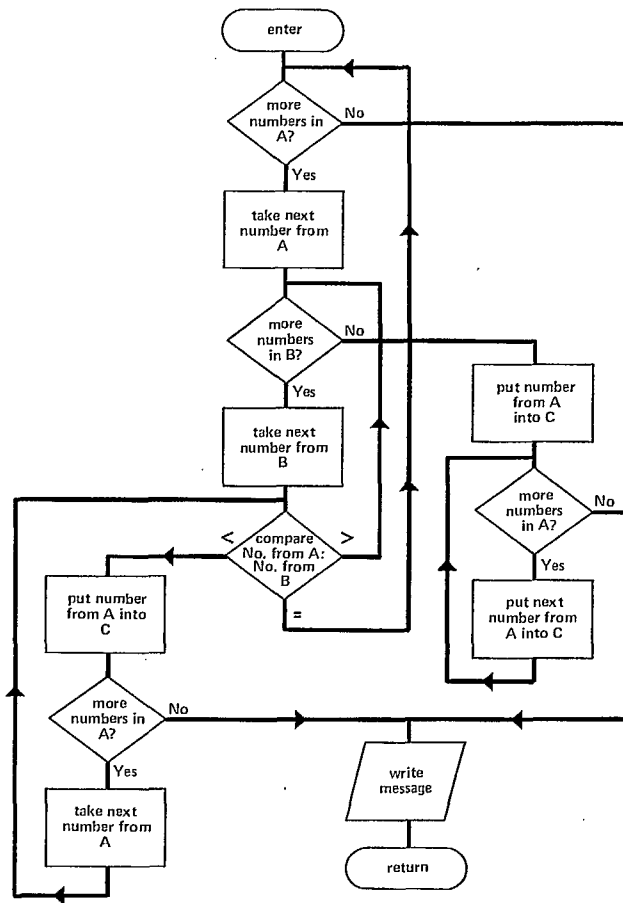 enter
more
numbers in
A?
No
Yes
take next
number from
A
more
numbers
in B?
No
Yes
take next
number from
B
put number
from A
into C
<
compare
No. from A:
No. from
B
>
=
more
numbers
in A?
No
Yes
put next
number from
A into C
put number
from A into
C
more
numbers in
A?
No
Yes
take next
number from
A
write
message
return